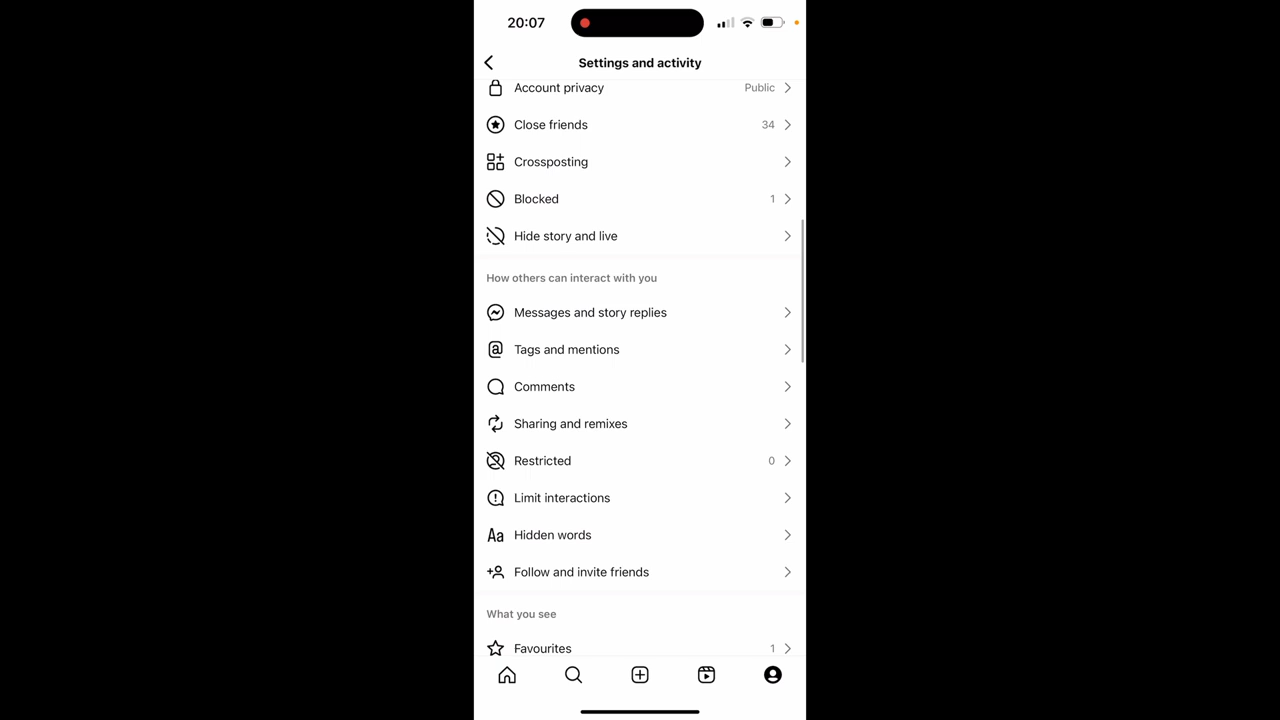 20:07
Settings and activity
Account privacy Public
Close friends 34
Crossposting
Blocked 1
Hide story and live
How others can interact with you
Messages and story replies
Tags and mentions
Comments
Sharing and remixes
Restricted 0
Limit interactions
Aa Hidden words
Follow and invite friends
What you see
Favourites 1